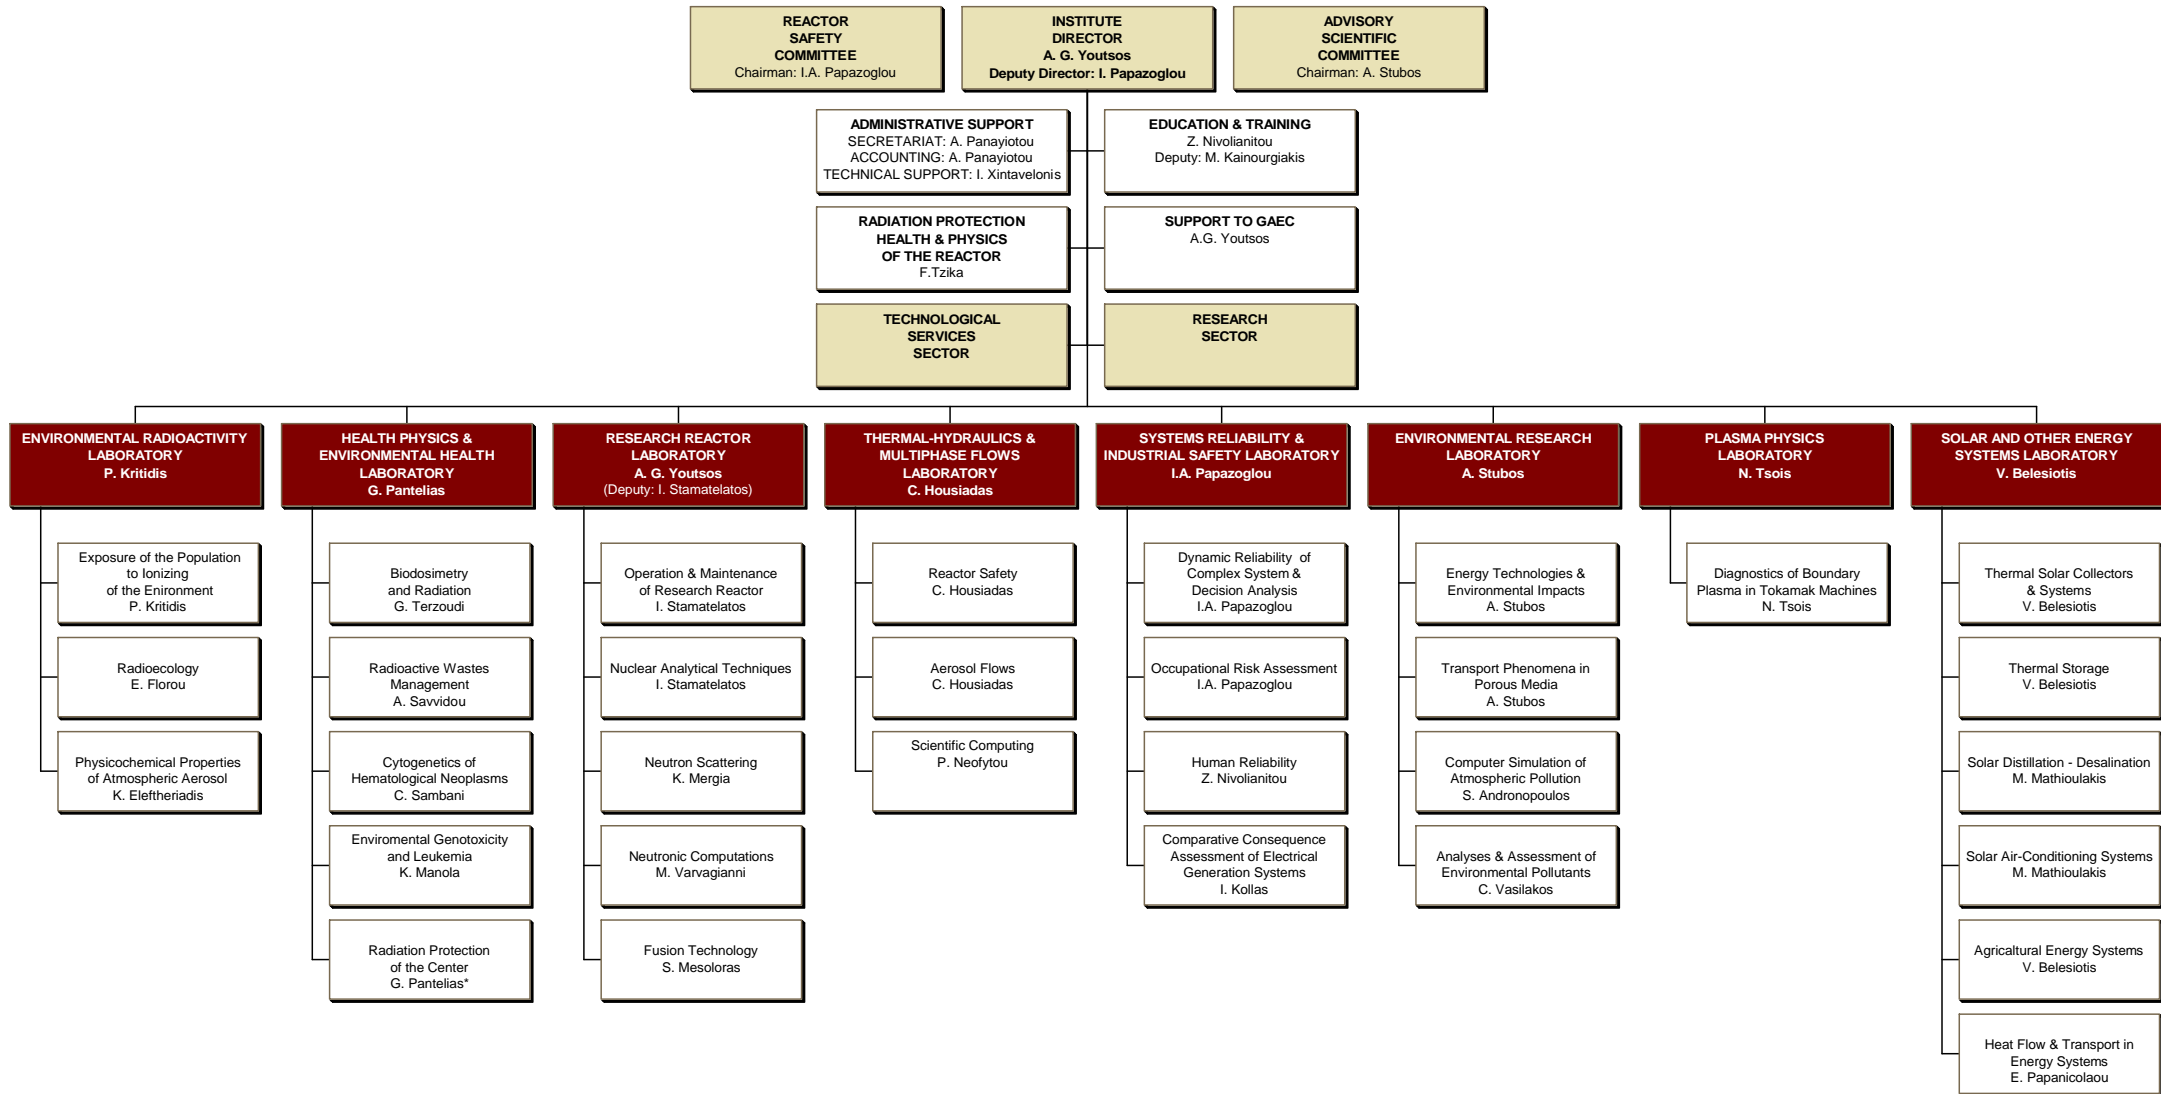 REACTOR
SAFETY
COMMITTEE
Chairman: I.A. Papazoglou
INSTITUTE
DIRECTOR
A. G. Youtsos
Deputy Director: I. Papazoglou
ADVISORY
SCIENTIFIC
COMMITTEE
Chairman: A. Stubos
ADMINISTRATIVE SUPPORT
SECRETARIAT: A. Panayiotou
ACCOUNTING: A. Panayiotou
TECHNICAL SUPPORT: I. Xintavelonis
EDUCATION & TRAINING
Z. Nivolianitou
Deputy: M. Kainourgiakis
RADIATION PROTECTION
HEALTH & PHYSICS
OF THE REACTOR
F.Tzika
SUPPORT TO GAEC
A.G. Youtsos
TECHNOLOGICAL
SERVICES
SECTOR
RESEARCH
SECTOR
ENVIRONMENTAL RADIOACTIVITY
LABORATORY
P. Kritidis
HEALTH PHYSICS &
ENVIRONMENTAL HEALTH
LABORATORY
G. Pantelias
RESEARCH REACTOR
LABORATORY
A. G. Youtsos
(Deputy: I. Stamatelatos)
THERMAL-HYDRAULICS &
MULTIPHASE FLOWS
LABORATORY
C. Housiadas
SYSTEMS RELIABILITY &
INDUSTRIAL SAFETY LABORATORY
I.A. Papazoglou
ENVIRONMENTAL RESEARCH
LABORATORY
A. Stubos
PLASMA PHYSICS
LABORATORY
N. Tsois
SOLAR AND OTHER ENERGY
SYSTEMS LABORATORY
V. Belesiotis
Exposure of the Population
to Ionizing
of the Enironment
P. Kritidis
Radioecology
E. Florou
Physicochemical Properties
of Atmospheric Aerosol
K. Eleftheriadis
Biodosimetry
and Radiation
G. Terzoudi
Radioactive Wastes
Management
A. Savvidou
Cytogenetics of
Hematological Neoplasms
C. Sambani
Enviromental Genotoxicity
and Leukemia
K. Manola
Radiation Protection
of the Center
G. Pantelias*
Operation & Maintenance
of Research Reactor
I. Stamatelatos
Nuclear Analytical Techniques
I. Stamatelatos
Neutron Scattering
K. Mergia
Neutronic Computations
M. Varvagianni
Fusion Technology
S. Mesoloras
Reactor Safety
C. Housiadas
Aerosol Flows
C. Housiadas
Scientific Computing
P. Neofytou
Dynamic Reliability of
Complex System &
Decision Analysis
I.A. Papazoglou
Occupational Risk Assessment
I.A. Papazoglou
Human Reliability
Z. Nivolianitou
Comparative Consequence
Assessment of Electrical
Generation Systems
I. Kollas
Energy Technologies &
Environmental Impacts
A. Stubos
Transport Phenomena in
Porous Media
A. Stubos
Computer Simulation of
Atmospheric Pollution
S. Andronopoulos
Analyses & Assessment of
Environmental Pollutants
C. Vasilakos
Diagnostics of Boundary
Plasma in Tokamak Machines
N. Tsois
Thermal Solar Collectors
& Systems
V. Belesiotis
Thermal Storage
V. Belesiotis
Solar Distillation - Desalination
M. Mathioulakis
Solar Air-Conditioning Systems
M. Mathioulakis
Agricaltural Energy Systems
V. Belesiotis
Heat Flow & Transport in
Energy Systems
E. Papanicolaou